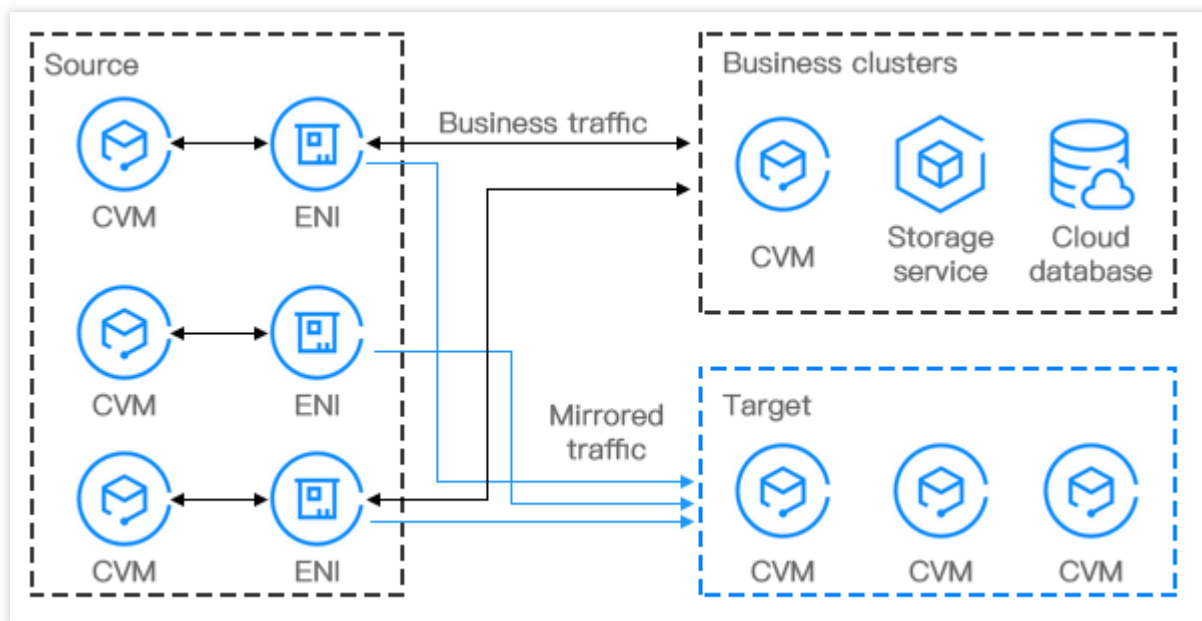 Source
CVM
ENI
CVM
ENI
CVM
ENI
Business traffic
Mirrored
traffic
Business clusters
CVM
Storage
service
Cloud
database
Target
CVM
CVM
CVM